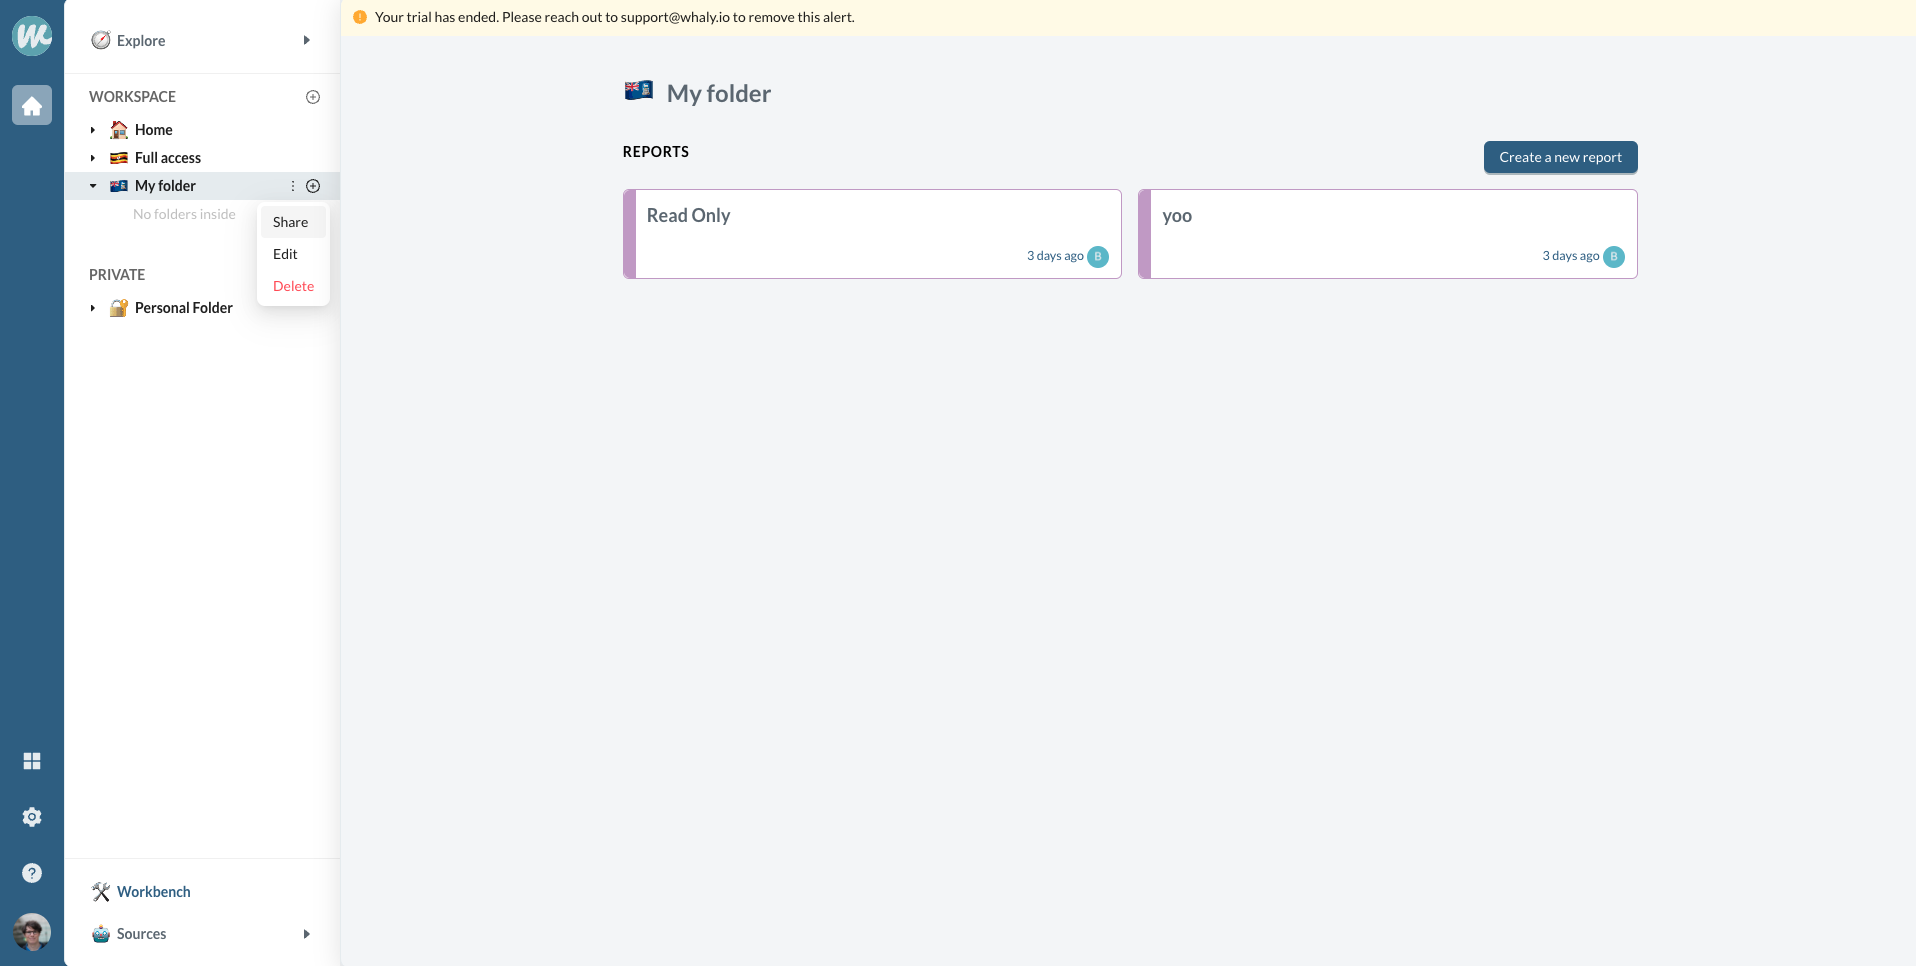 Your trial has ended. Please reach out to support@whaly.io to remove this alert.
Explore
WORKSPACE
Home
Full access
My folder
No folders inside
Share
Edit
Delete
PRIVATE
Personal Folder
Workbench
Sources
My folder
REPORTS
Create a new report
Read Only
3 days ago B
yoo
3 days ago B